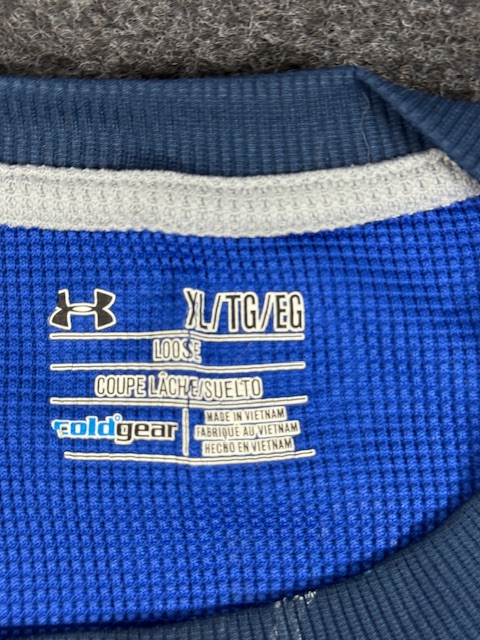 XL/TG/EG
LOOSE
COUPE LÂCHE/SUELTO
coldgear
MADE IN VIETNAM
FABRIQUÉ AU VIETNAM
HECHO EN VIETNAM